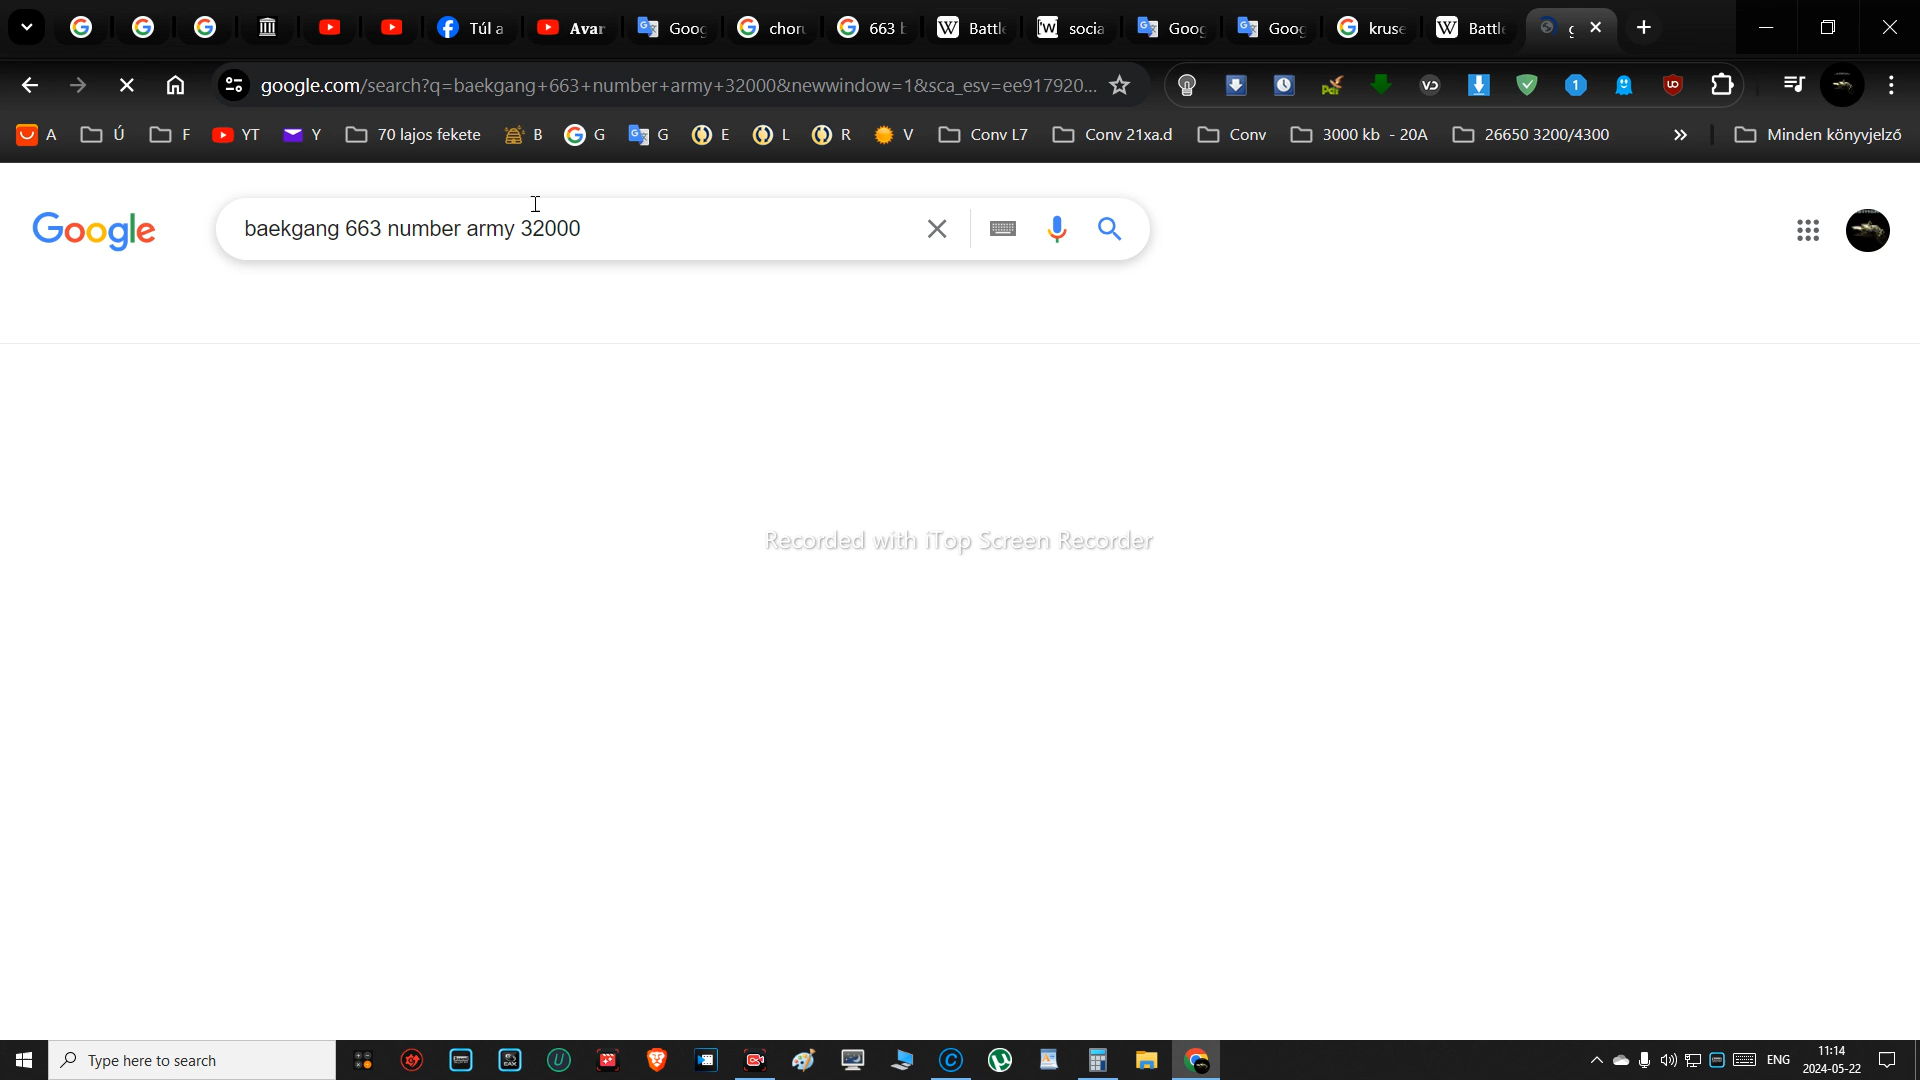 Túl a
Avar
Goog
choru
663 b
Battle
socia
Goog
Goog
kruse
Battle
g
google.com/search?q=baekgang+663+number+army+32000&newwindow=1&sca_esv=ee917920...
A Ú F YT Y 70 lajos fekete B G G E L R V Conv L7 Conv 21xa.d Conv 3000 kb - 20A 26650 3200/4300 » Minden könyvjelző
Google
baekgang 663 number army 32000
Recorded with iTop Screen Recorder
Type here to search
ENG
11:14
2024-05-22